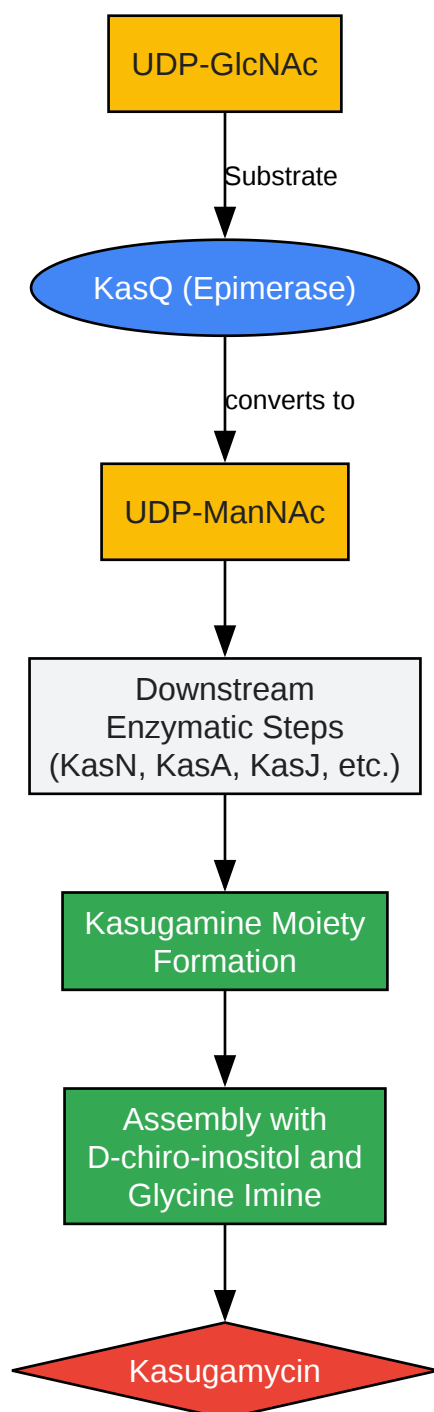 UDP-GlcNAc
Substrate
KasQ (Epimerase)
converts to
UDP-ManNAc
Downstream
Enzymatic Steps
(KasN, KasA, KasJ, etc.)
Kasugamine Moiety
Formation
Assembly with
D-chiro-inositol and
Glycine Imine
Kasugamycin